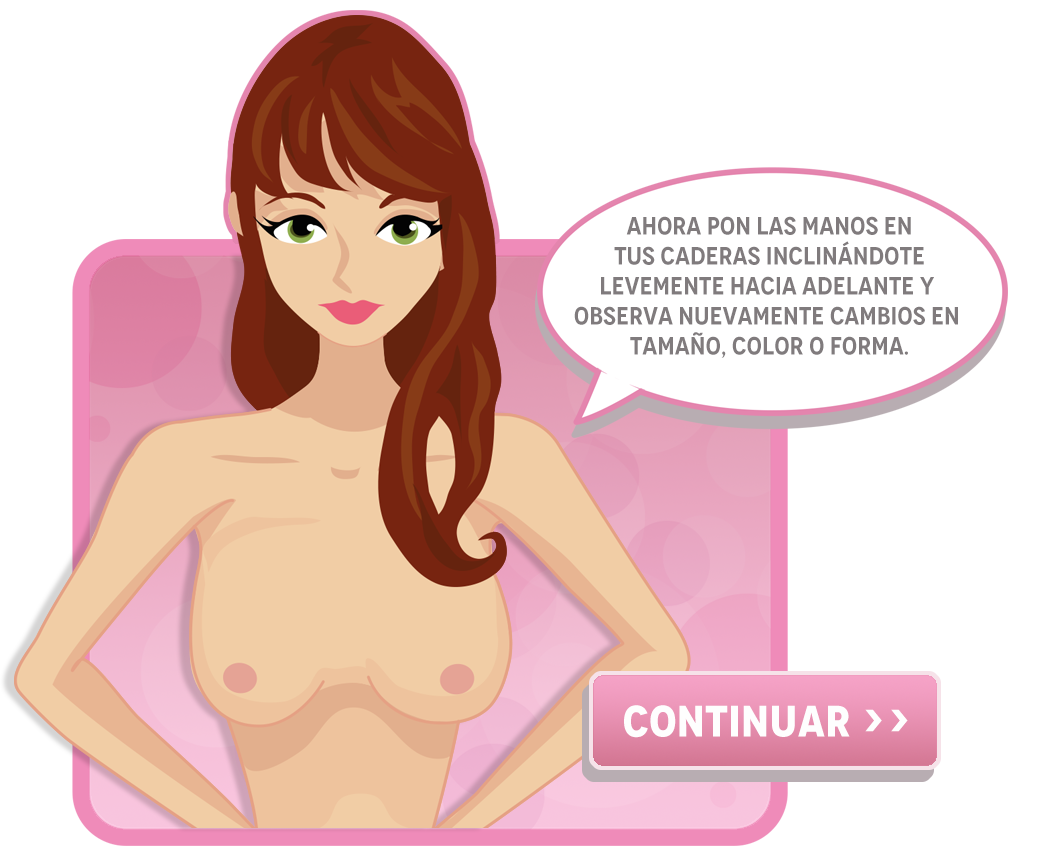 AHORA PON LAS MANOS EN
TUS CADERAS INCLINÁNDOTE
LEVEMENTE HACIA ADELANTE Y
OBSERVA NUEVAMENTE CAMBIOS EN
TAMAÑO, COLOR O FORMA.
CONTINUAR >>